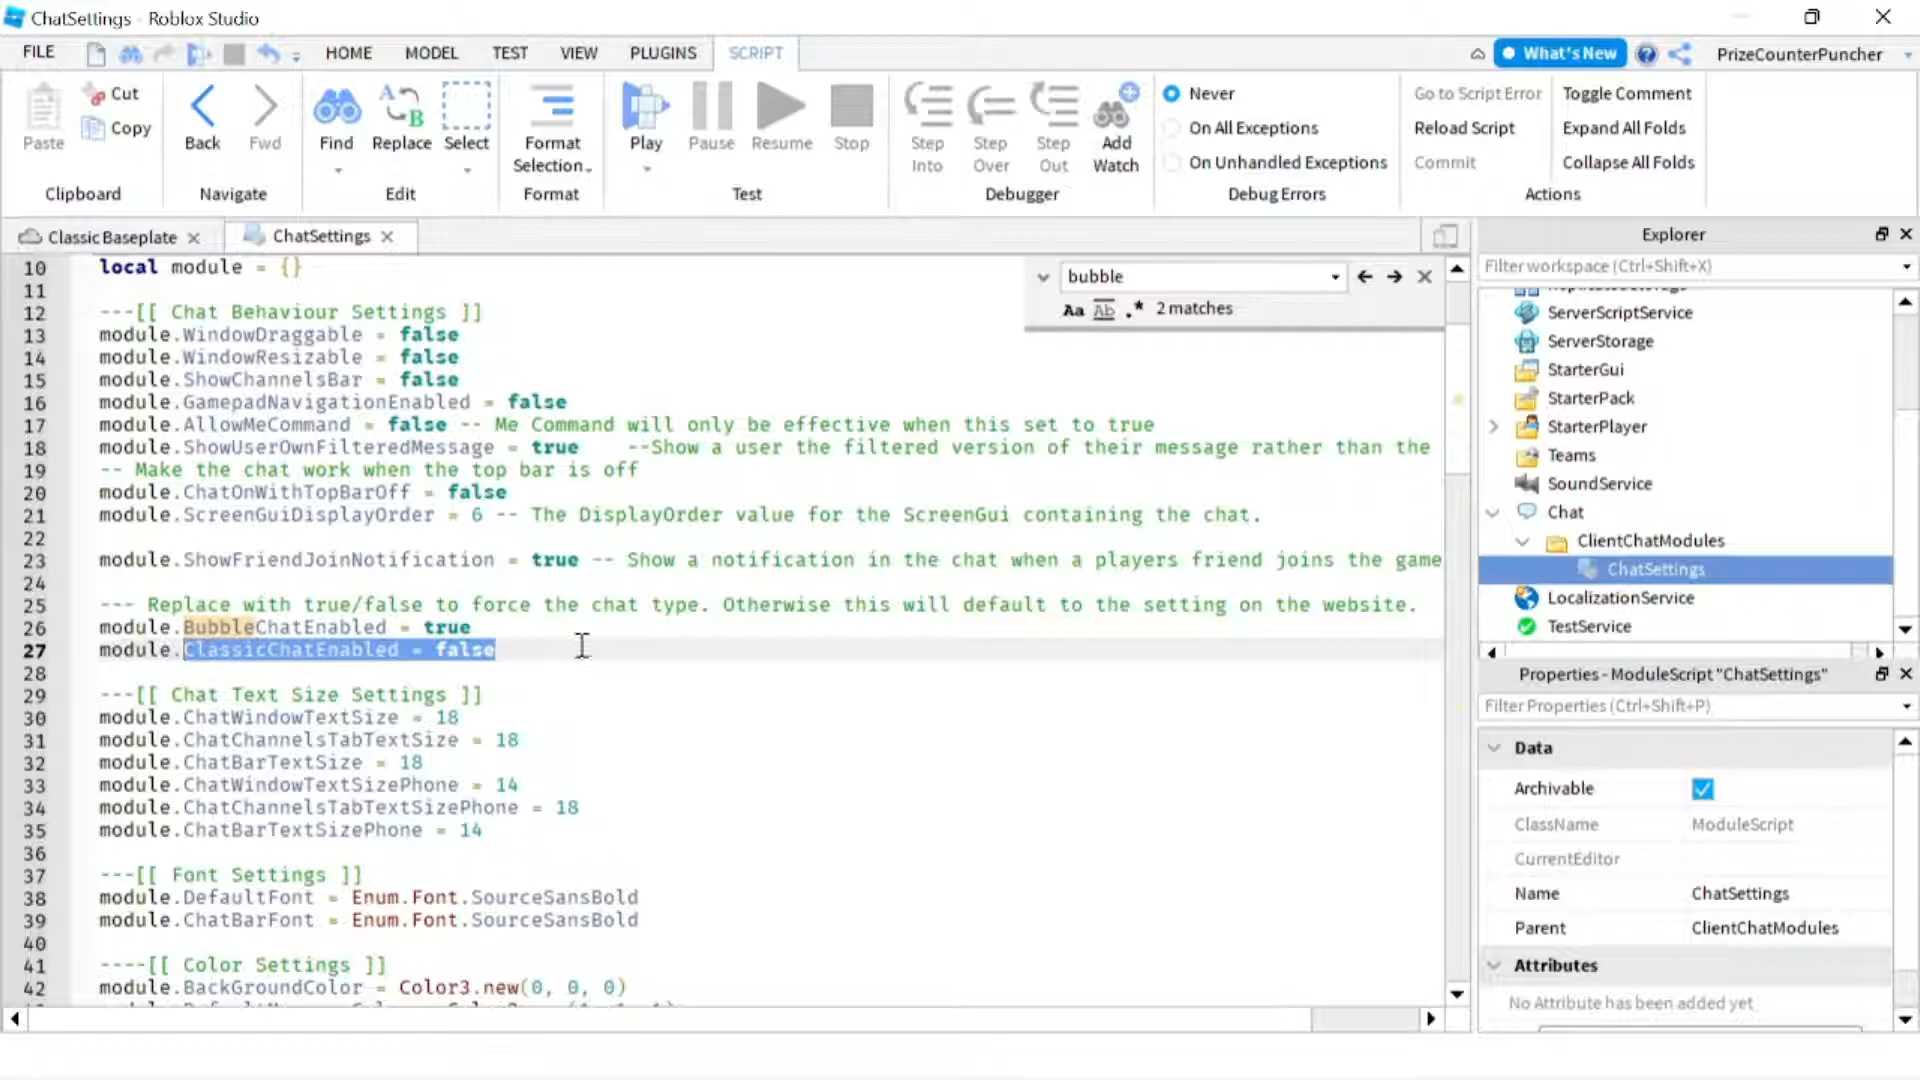 ChatSettings - Roblox Studio
FILE HOME MODEL TEST VIEW PLUGINS SCRIPT What's New PrizeCounterPuncher
Paste Cut Copy
Clipboard
Back Fwd
Navigate
Find Replace Select
Edit
Format Selection
Format
Play Pause Resume Stop
Test
Step Into Step Over Step Out Add Watch
Debugger
Never
On All Exceptions
On Unhandled Exceptions
Debug Errors
Go to Script Error
Reload Script
Commit
Toggle Comment
Expand All Folds
Collapse All Folds
Actions
Classic Baseplate
ChatSettings
bubble
Aa Ab .* 2 matches
10 local module = {}
11
12 ---[[ Chat Behaviour Settings ]]
13 module.WindowDraggable = false
14 module.WindowResizable = false
15 module.ShowChannelsBar = false
16 module.GamepadNavigationEnabled = false
17 module.AllowMeCommand = false -- Me Command will only be effective when this set to true
18 module.ShowUserOwnFilteredMessage = true    --Show a user the filtered version of their message rather than the
19 -- Make the chat work when the top bar is off
20 module.ChatOnWithTopBarOff = false
21 module.ScreenGuiDisplayOrder = 6 -- The DisplayOrder value for the ScreenGui containing the chat.
22
23 module.ShowFriendJoinNotification = true -- Show a notification in the chat when a players friend joins the game
24
25 --- Replace with true/false to force the chat type. Otherwise this will default to the setting on the website.
26 module.BubbleChatEnabled = true
27 module.ClassicChatEnabled = false
28
29 ---[[ Chat Text Size Settings ]]
30 module.ChatWindowTextSize = 18
31 module.ChatChannelsTabTextSize = 18
32 module.ChatBarTextSize = 18
33 module.ChatWindowTextSizePhone = 14
34 module.ChatChannelsTabTextSizePhone = 18
35 module.ChatBarTextSizePhone = 14
36
37 ---[[ Font Settings ]]
38 module.DefaultFont = Enum.Font.SourceSansBold
39 module.ChatBarFont = Enum.Font.SourceSansBold
40
41 ----[[ Color Settings ]]
42 module.BackGroundColor = Color3.new(0, 0, 0)
Explorer
Filter workspace (Ctrl+Shift+X)
ServerScriptService
ServerStorage
StarterGui
StarterPack
StarterPlayer
Teams
SoundService
Chat
ClientChatModules
ChatSettings
LocalizationService
TestService
Properties - ModuleScript "ChatSettings"
Filter Properties (Ctrl+Shift+P)
Data
Archivable
ClassName ModuleScript
CurrentEditor
Name ChatSettings
Parent ClientChatModules
Attributes
No Attribute has been added yet